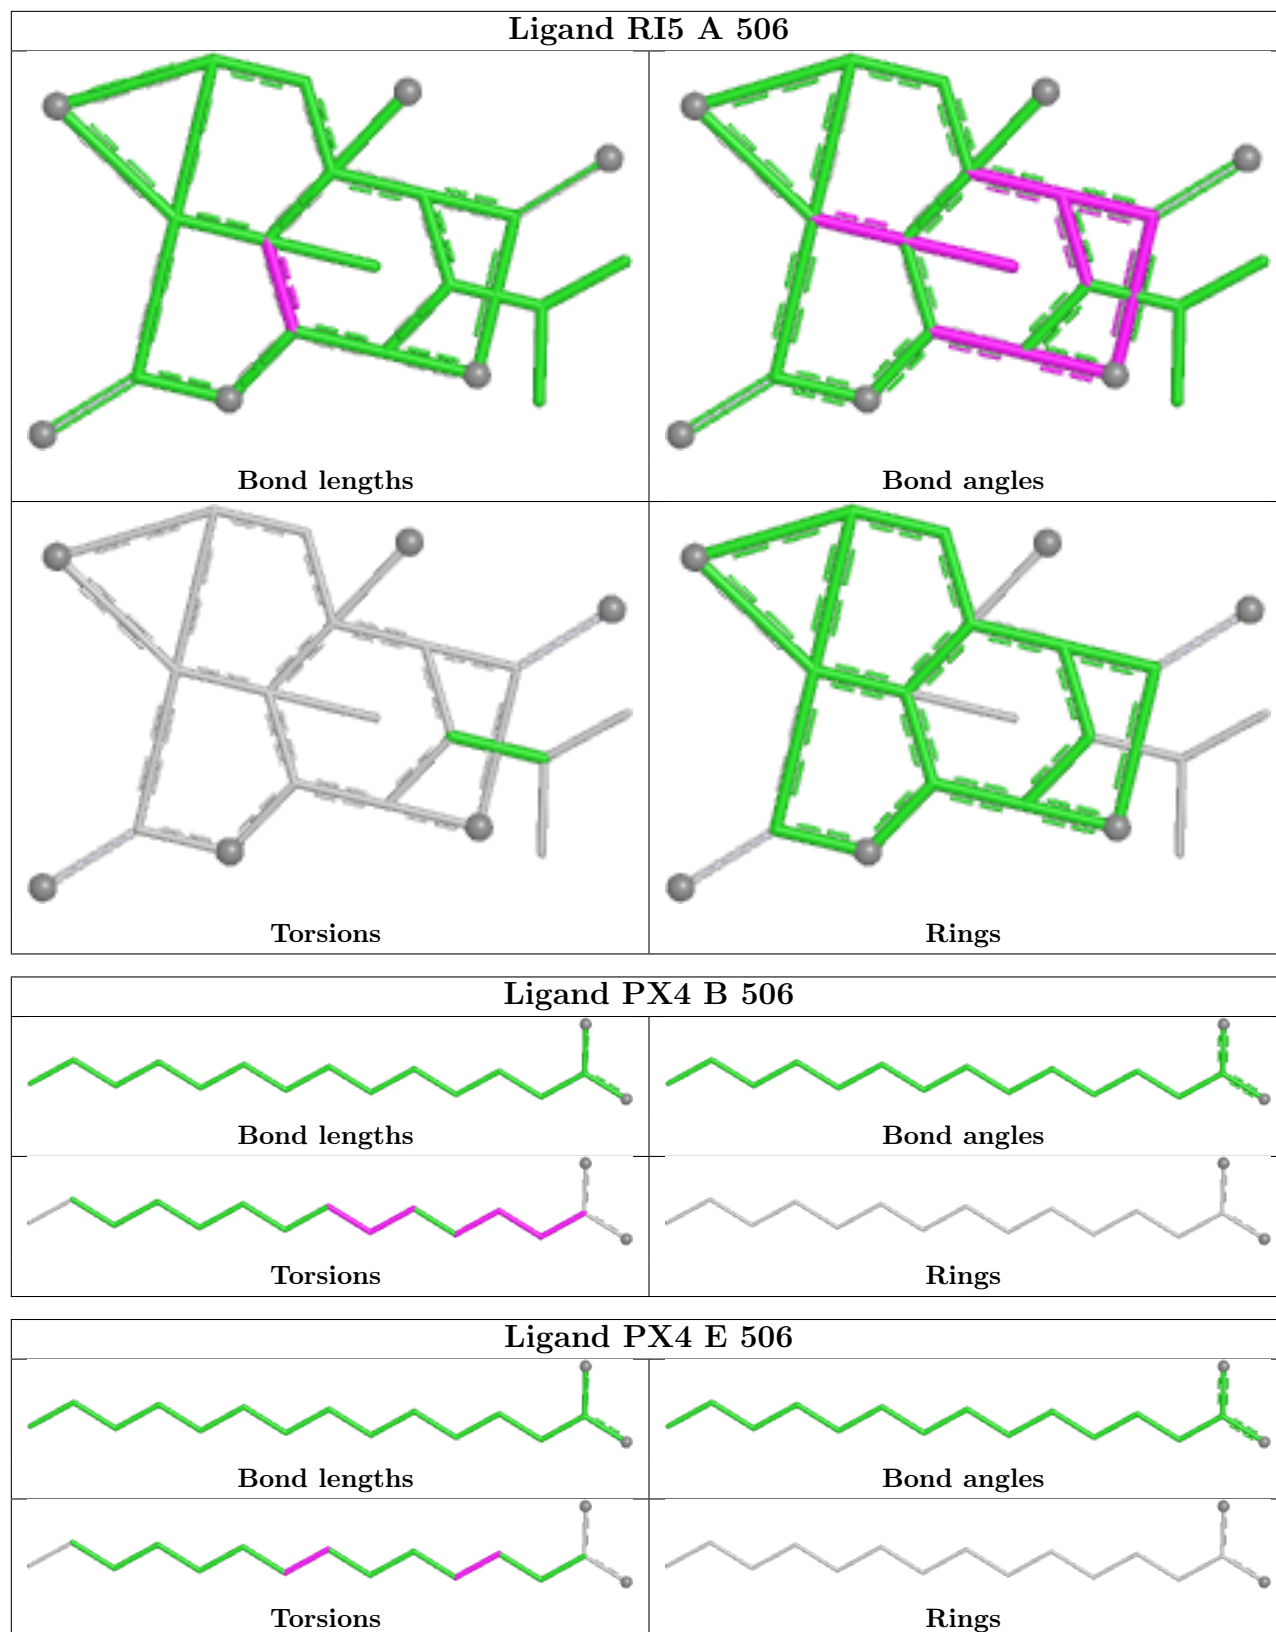 Ligand RI5 A 506
Bond lengths
Bond angles
Torsions
Rings
Ligand PX4 B 506
Bond lengths
Bond angles
Torsions
Rings
Ligand PX4 E 506
Bond lengths
Bond angles
Torsions
Rings